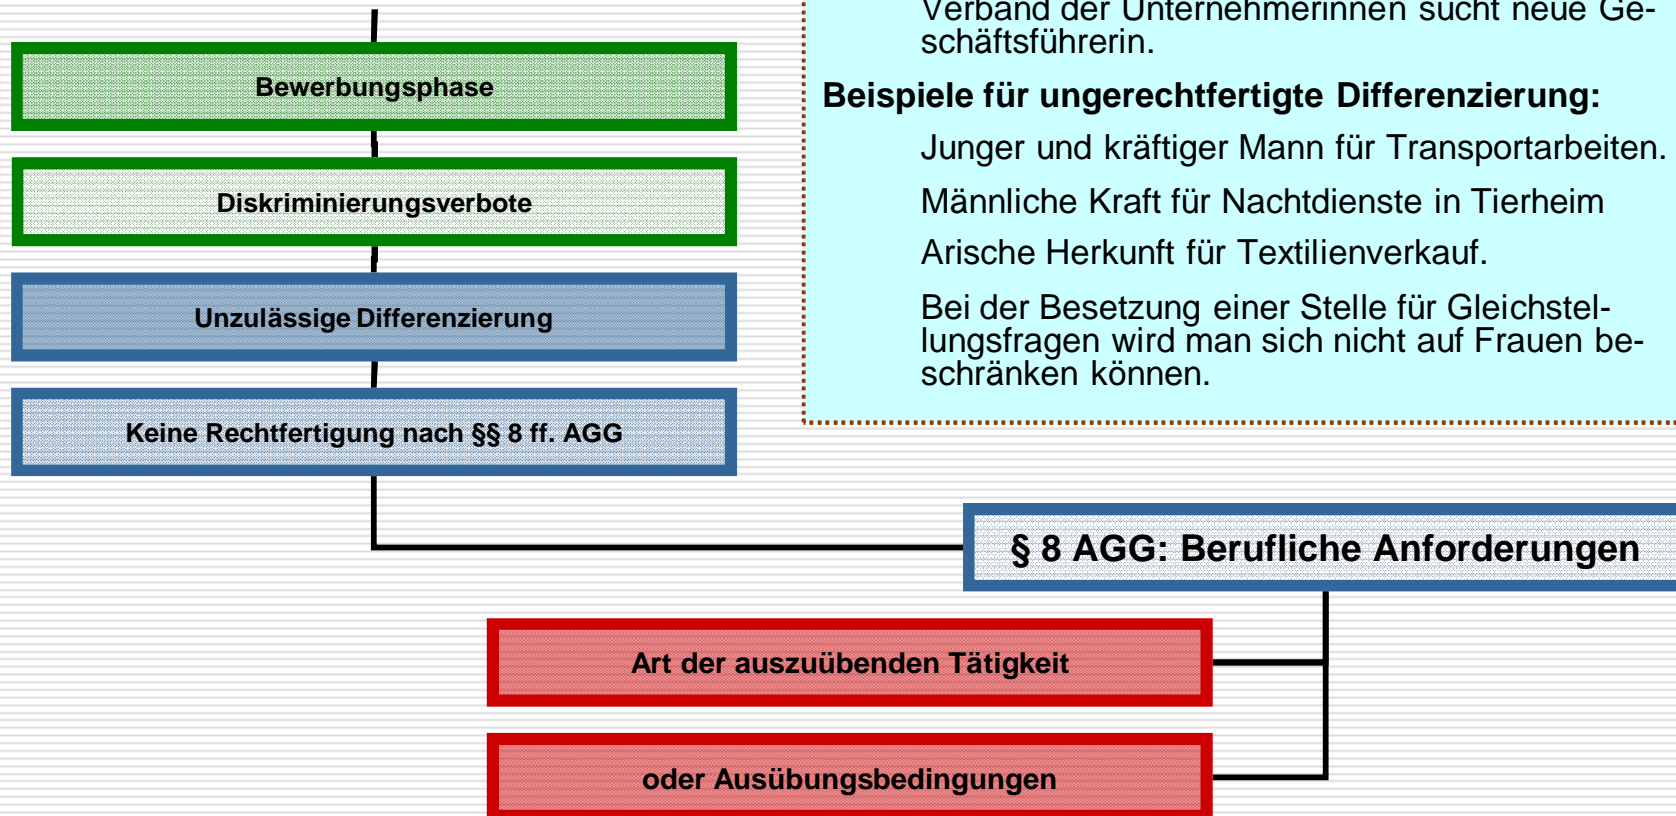 Verband der Unternehmerinnen sucht neue Ge-
schäftsführerin.
Beispiele für ungerechtfertigte Differenzierung:
Junger und kräftiger Mann für Transportarbeiten.
Männliche Kraft für Nachtdienste in Tierheim
Arische Herkunft für Textilienverkauf.
Bei der Besetzung einer Stelle für Gleichstel-
lungsfragen wird man sich nicht auf Frauen be-
schränken können.
Bewerbungsphase
Diskriminierungsverbote
Unzulässige Differenzierung
Keine Rechtfertigung nach §§ 8 ff. AGG
§ 8 AGG: Berufliche Anforderungen
Art der auszuübenden Tätigkeit
oder Ausübungsbedingungen